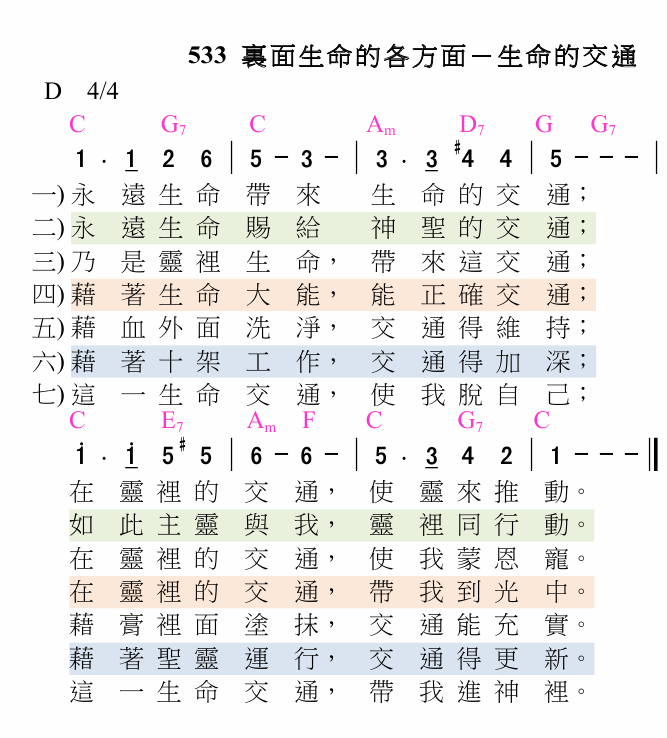 533 裏面生命的各方面－生命的交通
D 4/4
C G7 C Am D7 G G7
1 . 1 2 6 | 5 － 3 － | 3 . 3 #4 4 | 5 － － － |
一) 永遠生命帶來 生命的交通；
二) 永遠生命賜給 神聖的交通；
三) 乃是靈裡生命，帶來這交通；
四) 藉著生命大能，能正確交通；
五) 藉血外面洗淨，交通得維持；
六) 藉著十架工作，交通得加深；
七) 這一生命交通，使我脫自己；
C E7 Am F C G7 C
1̇ . 1̇ 5# 5 | 6 － 6 － | 5 . 3 4 2 | 1 － － － ‖
在靈裡的交通，使靈來推動。
如此主靈與我，靈裡同行動。
在靈裡的交通，使我蒙恩寵。
在靈裡的交通，帶我到光中。
藉膏裡面塗抹，交通能充實。
藉著聖靈運行，交通得更新。
這一生命交通，帶我進神裡。